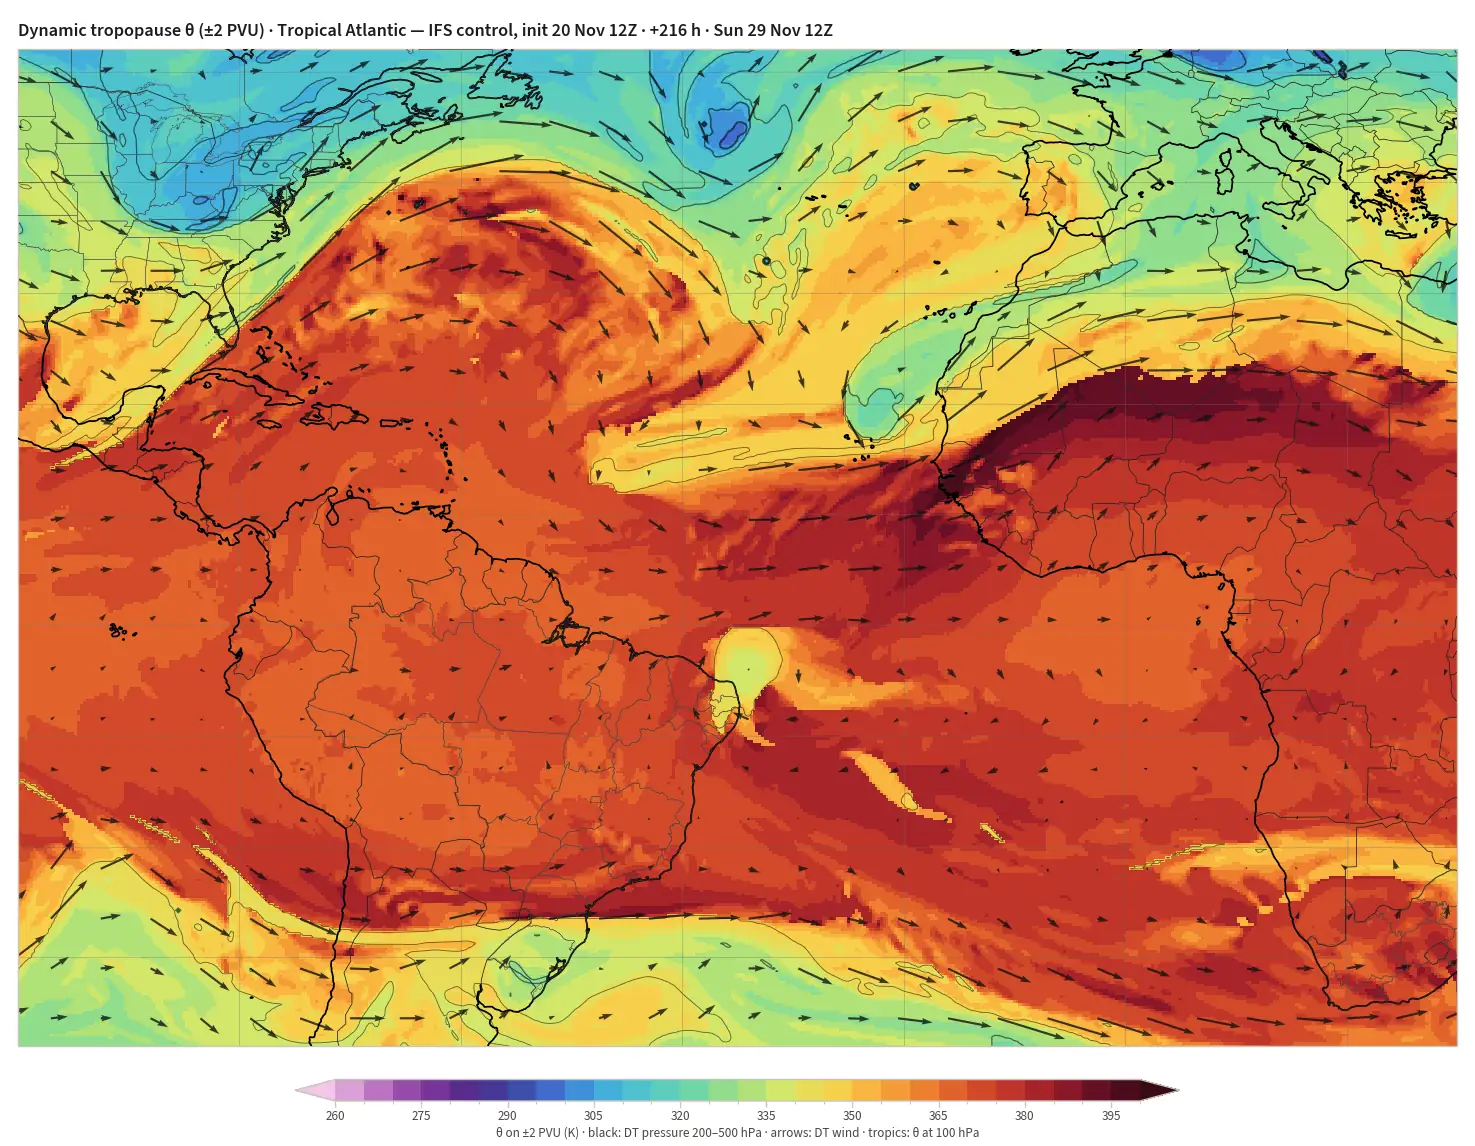 Dynamic tropopause θ (±2 PVU) · Tropical Atlantic — IFS control, init 20 Nov 12Z · +216 h · Sun 29 Nov 12Z
260 275 290 305 320 335 350 365 380 395
θ on ±2 PVU (K) · black: DT pressure 200–500 hPa · arrows: DT wind · tropics: θ at 100 hPa